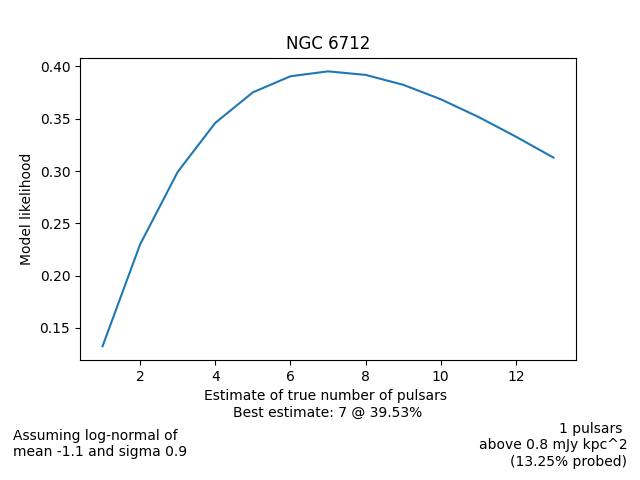 NGC 6712
0.40
0.35
0.30
0.25
0.20
0.15
Model likelihood
2 4 6 8 10 12
Estimate of true number of pulsars
Best estimate: 7 @ 39.53%
Assuming log-normal of
mean -1.1 and sigma 0.9
1 pulsars
above 0.8 mJy kpc^2
(13.25% probed)